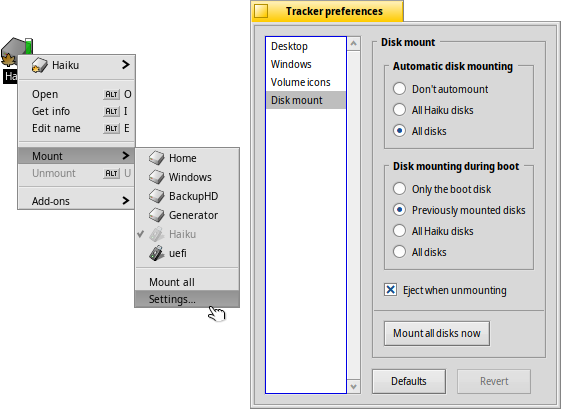 Ha
Haiku
Open ALT O
Get info ALT I
Edit name ALT E
Mount
Unmount ALT U
Add-ons
Home
Windows
BackupHD
Generator
Haiku
uefi
Mount all
Settings...
Tracker preferences
Desktop
Windows
Volume icons
Disk mount
Disk mount
Automatic disk mounting
Don't automount
All Haiku disks
All disks
Disk mounting during boot
Only the boot disk
Previously mounted disks
All Haiku disks
All disks
Eject when unmounting
Mount all disks now
Defaults
Revert